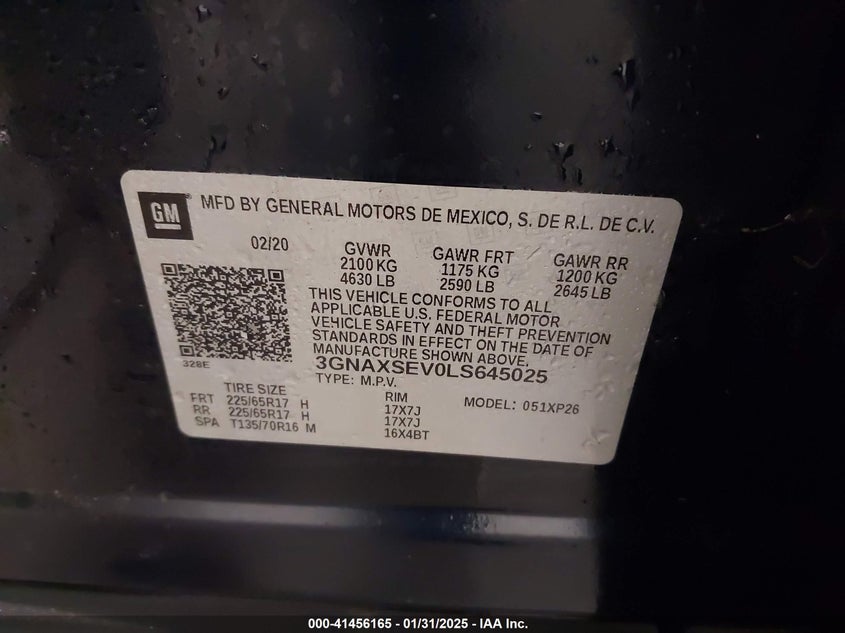 GM MFD BY GENERAL MOTORS DE MEXICO, S. DE R.L. DE C.V.
02/20 GVWR GAWR FRT GAWR RR
2100 KG 1175 KG 1200 KG
4630 LB 2590 LB 2645 LB
THIS VEHICLE CONFORMS TO ALL
APPLICABLE U.S. FEDERAL MOTOR
VEHICLE SAFETY AND THEFT PREVENTION
STANDARDS IN EFFECT ON THE DATE OF
MANUFACTURE SHOWN ABOVE.
328E
3GNAXSEV0LS645025
TYPE: M.P.V.
TIRE SIZE RIM MODEL: 051XP26
FRT 225/65R17 H 17X7J
RR 225/65R17 H 17X7J
SPA T135/70R16 M 16X4BT
000-41456165 - 01/31/2025 - IAA Inc.